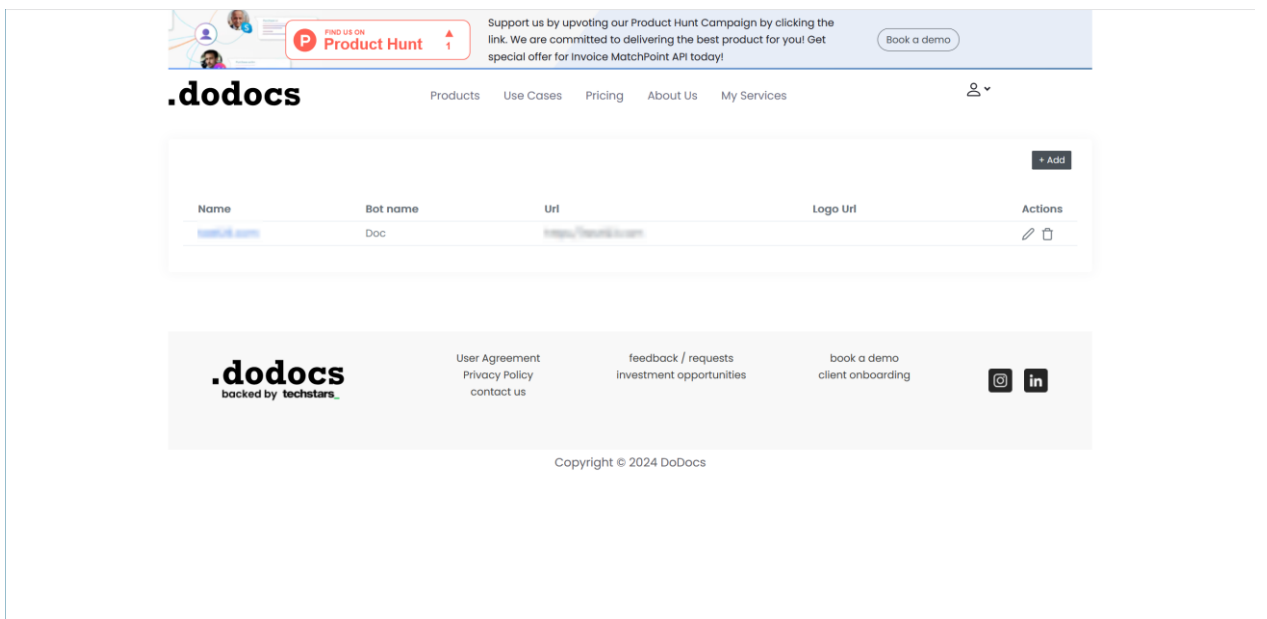 FIND US ON
Product Hunt
1
Support us by upvoting our Product Hunt Campaign by clicking the
link. We are committed to delivering the best product for you! Get
special offer for Invoice MatchPoint API today!
Book a demo
.dodocs
Products Use Cases Pricing About Us My Services
+ Add
Name Bot name Url Logo Url Actions
Doc
.dodocs
backed by techstars_
User Agreement
Privacy Policy
contact us
feedback / requests
investment opportunities
book a demo
client onboarding
in
Copyright © 2024 DoDocs